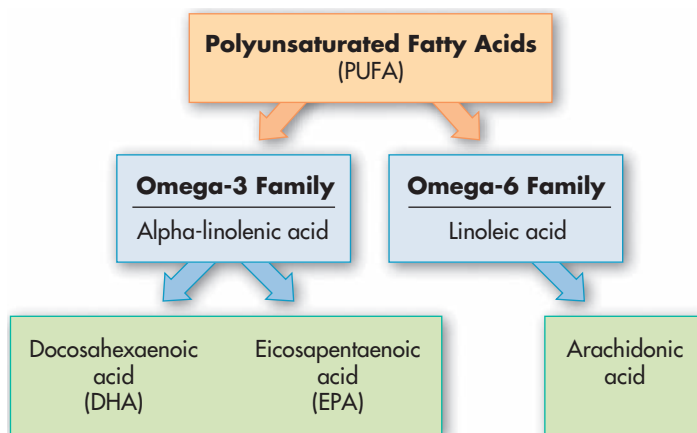 Polyunsaturated Fatty Acids
(PUFA)
Omega-3 Family
Alpha-linolenic acid
Omega-6 Family
Linoleic acid
Docosahexaenoic
acid
(DHA)
Eicosapentaenoic
acid
(EPA)
Arachidonic
acid